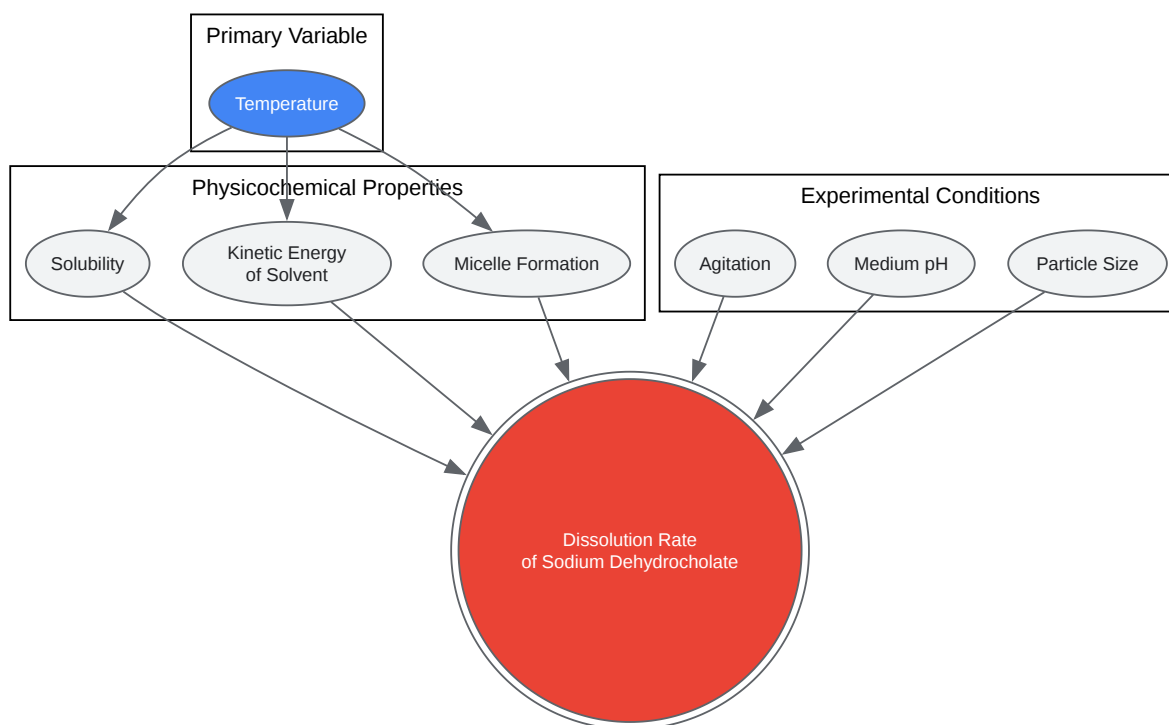 Primary Variable
Temperature
Physicochemical Properties
Experimental Conditions
Solubility
Kinetic Energy
of Solvent
Micelle Formation
Agitation
Medium pH
Particle Size
Dissolution Rate
of Sodium Dehydrocholate